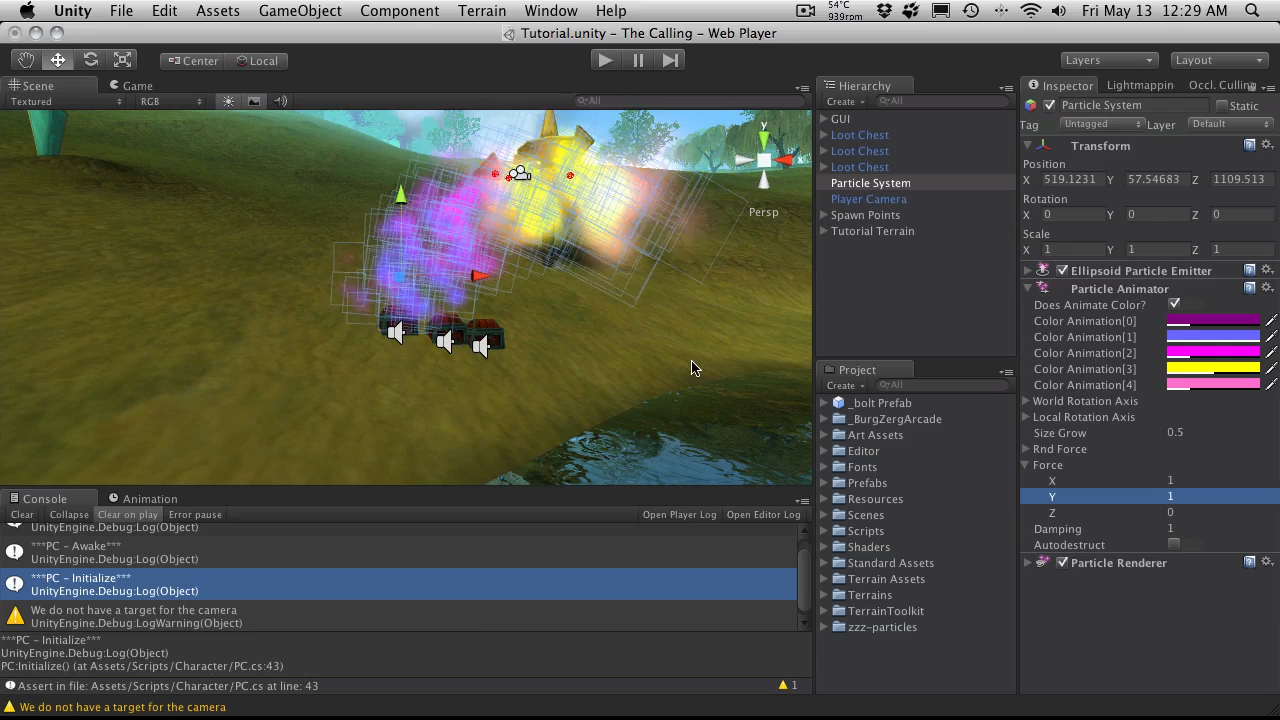 Unity File Edit Assets GameObject Component Terrain Window Help 54°C 939rpm Fri May 13 12:29 AM
Tutorial.unity - The Calling - Web Player
Center Local Layers Layout
Scene Game
Textured RGB All
y
x
Persp
Console Animation
Clear Collapse Clear on play Error pause Open Player Log Open Editor Log
UnityEngine.Debug:Log(Object)
***PC - Awake***
UnityEngine.Debug:Log(Object)
***PC - Initialize***
UnityEngine.Debug:Log(Object)
We do not have a target for the camera
UnityEngine.Debug:LogWarning(Object)
***PC - Initialize***
UnityEngine.Debug:Log(Object)
PC:Initialize() (at Assets/Scripts/Character/PC.cs:43)
Assert in file: Assets/Scripts/Character/PC.cs at line: 43 1
We do not have a target for the camera
Hierarchy
Create All
GUI
Loot Chest
Loot Chest
Loot Chest
Particle System
Player Camera
Spawn Points
Tutorial Terrain
Project
Create All
_bolt Prefab
_BurgZergArcade
Art Assets
Editor
Fonts
Prefabs
Resources
Scenes
Scripts
Shaders
Standard Assets
Terrain Assets
Terrains
TerrainToolkit
zzz-particles
Inspector Lightmappin Occl. Culling
Particle System Static
Tag Untagged Layer Default
Transform
Position
X 519.1231 Y 57.54683 Z 1109.513
Rotation
X 0 Y 0 Z 0
Scale
X 1 Y 1 Z 1
Ellipsoid Particle Emitter
Particle Animator
Does Animate Color?
Color Animation[0]
Color Animation[1]
Color Animation[2]
Color Animation[3]
Color Animation[4]
World Rotation Axis
Local Rotation Axis
Size Grow 0.5
Rnd Force
Force
X 1
Y 1
Z 0
Damping 1
Autodestruct
Particle Renderer